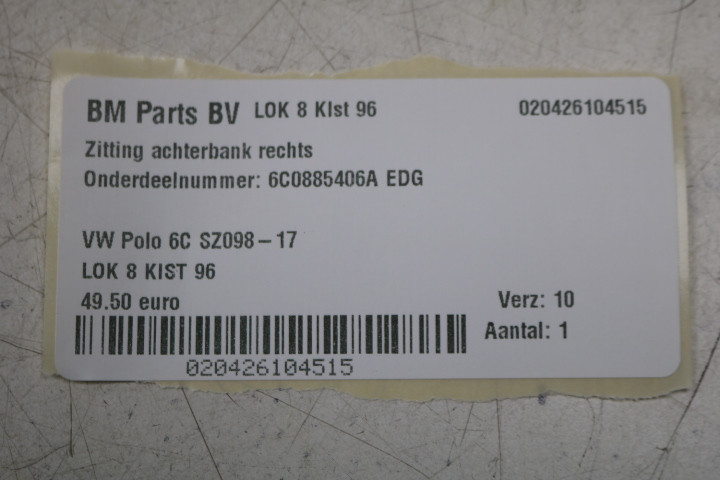 BM Parts BV LOK 8 KIst 96 020426104515
Zitting achterbank rechts
Onderdeelnummer: 6C0885406A EDG
VW Polo 6C SZ098-17
LOK 8 KIST 96
49.50 euro Verz: 10
Aantal: 1
020426104515